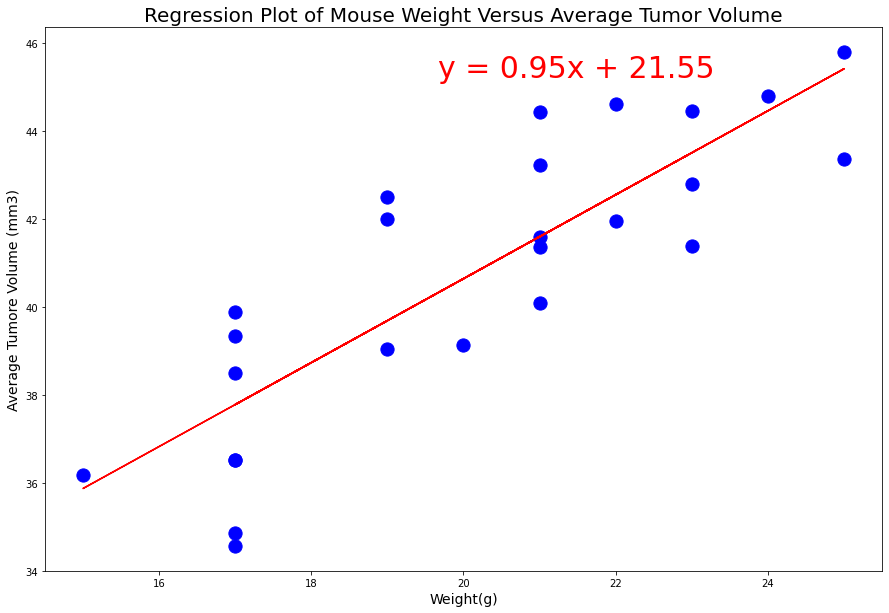 Regression Plot of Mouse Weight Versus Average Tumor Volume
y = 0.95x + 21.55
Average Tumore Volume (mm3)
46
44
42
40
38
36
34
16 18 20 22 24
Weight(g)